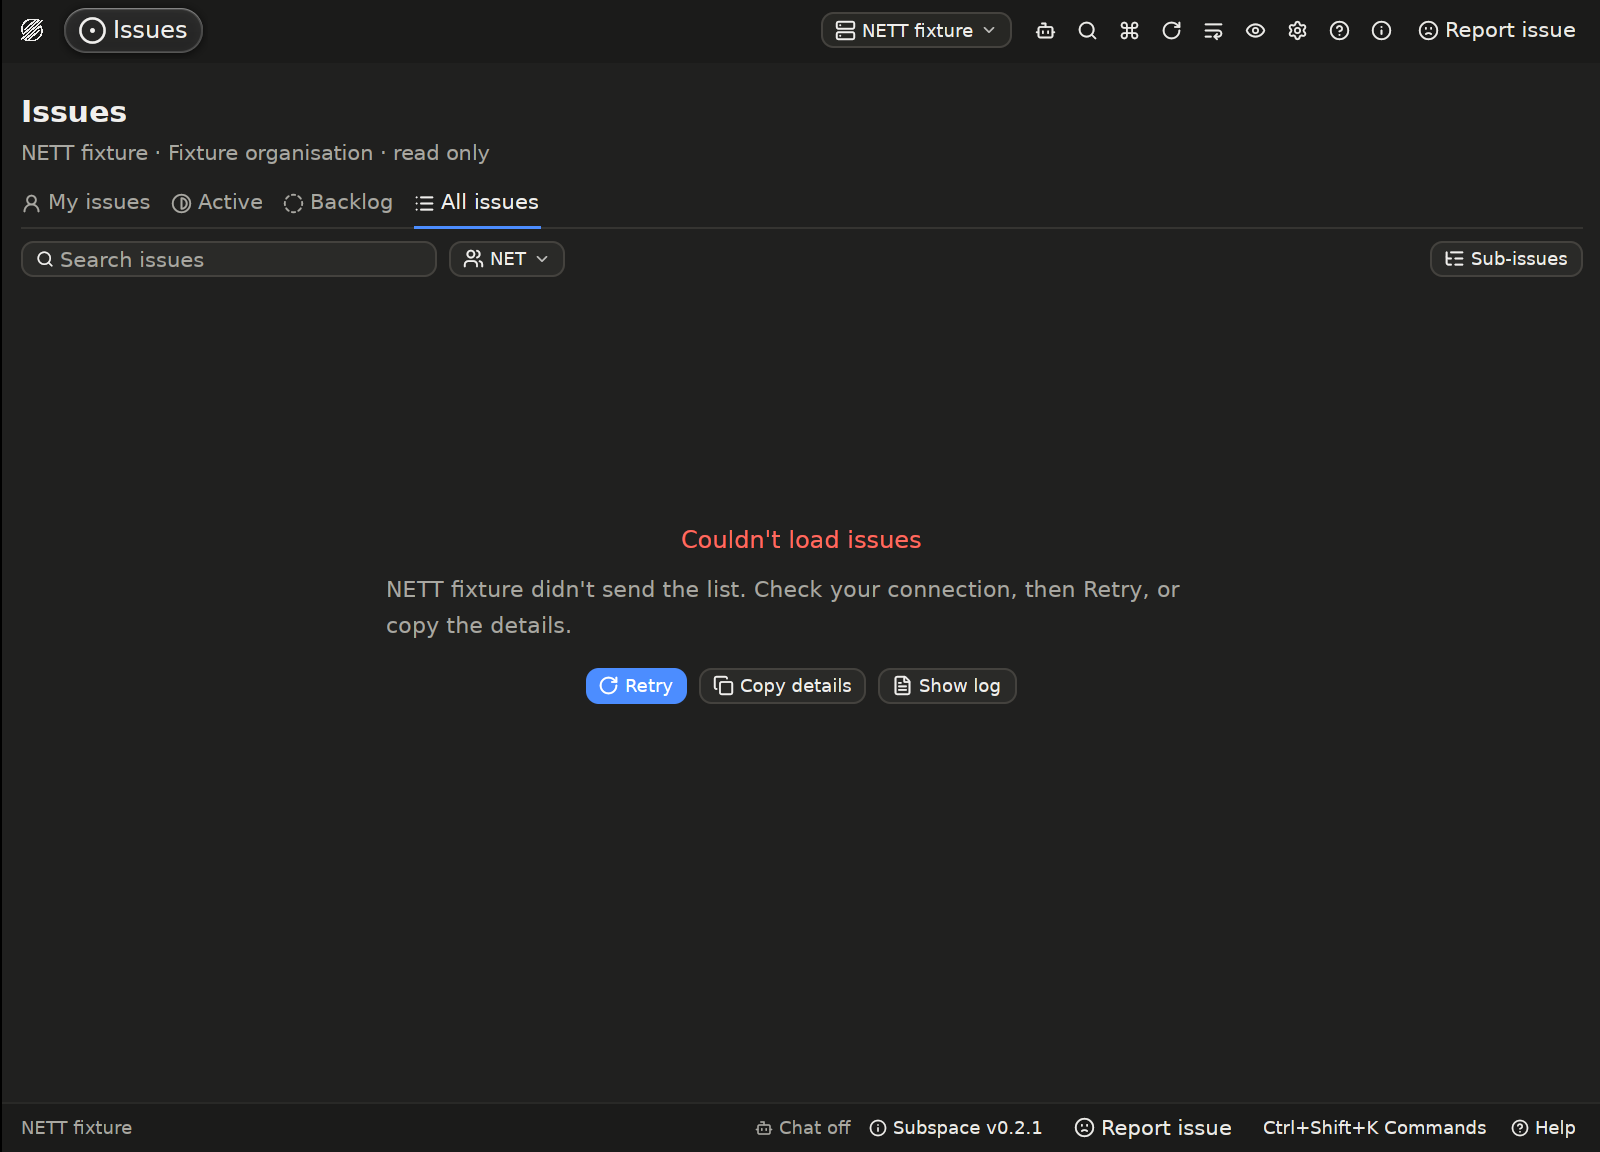 Issues
NETT fixture
Report issue
Issues
NETT fixture · Fixture organisation · read only
My issues
Active
Backlog
All issues
Search issues
NET
Sub-issues
Couldn't load issues
NETT fixture didn't send the list. Check your connection, then Retry, or
copy the details.
Retry
Copy details
Show log
NETT fixture
Chat off
Subspace v0.2.1
Report issue
Ctrl+Shift+K Commands
Help